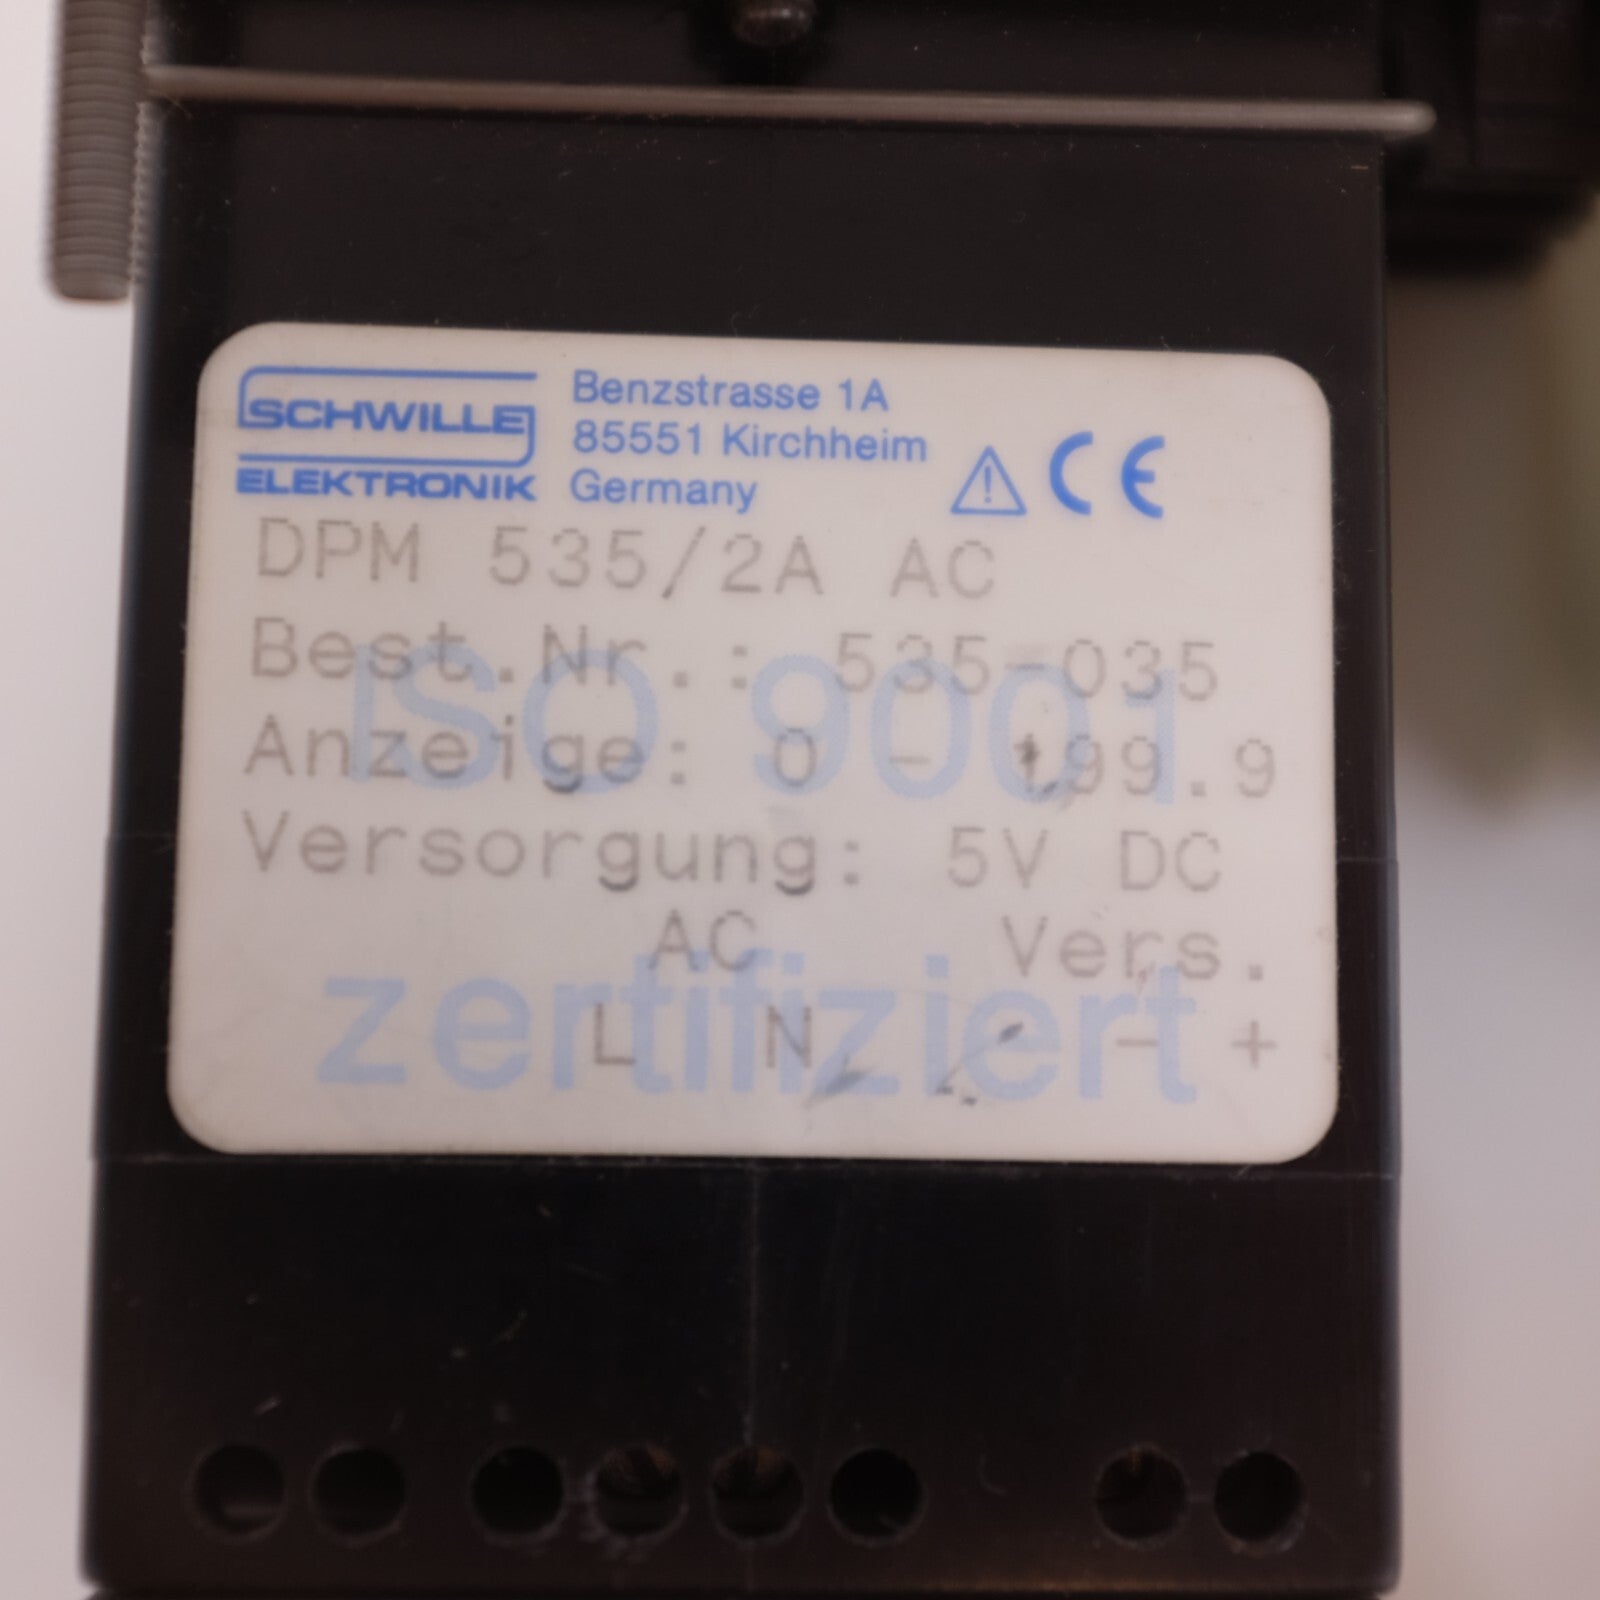 SCHWILLE
ELEKTRONIK
Benzstrasse 1A
85551 Kirchheim
Germany
CE
DPM 535/2A AC
Best.Nr.: 535-035
ISO 9001
Anzeige: 0 - 199.9
Versorgung: 5V DC
AC Vers.
zertifiziert
L N - +